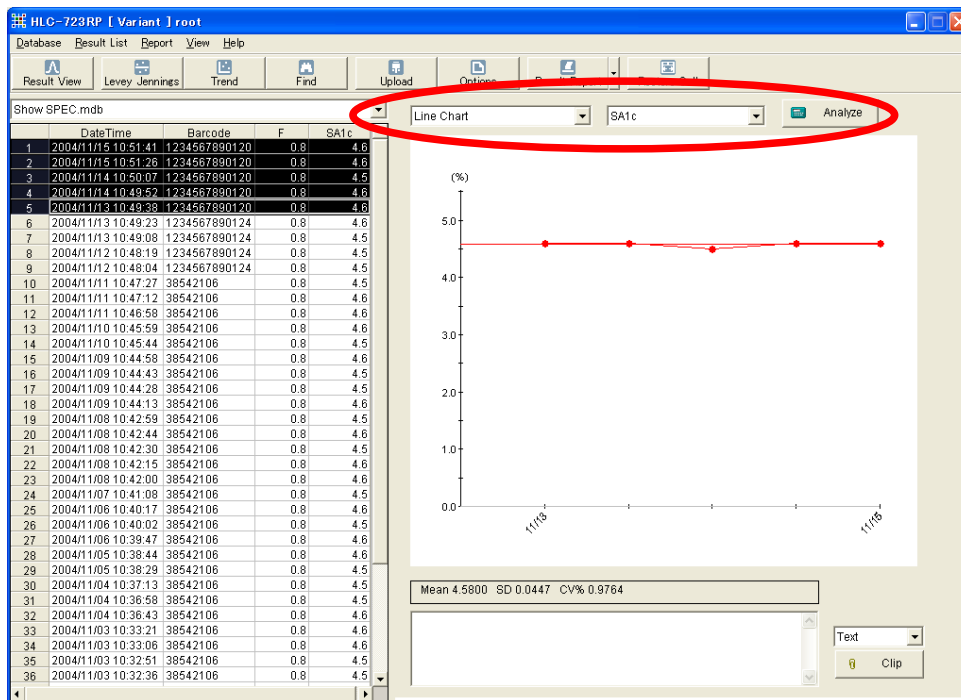 HLC-723RP [ Variant ] root
Database Result List Report View Help
Result View Levey Jennings Trend Find Upload Options
Show SPEC.mdb
DateTime Barcode F SA1c
1 2004/11/15 10:51:41 1234567890120 0.8 4.6
2 2004/11/15 10:51:26 1234567890120 0.8 4.6
3 2004/11/14 10:50:07 1234567890120 0.8 4.5
4 2004/11/14 10:49:52 1234567890120 0.8 4.6
5 2004/11/13 10:49:38 1234567890120 0.8 4.6
6 2004/11/13 10:49:23 1234567890124 0.8 4.6
7 2004/11/13 10:49:08 1234567890124 0.8 4.5
8 2004/11/12 10:48:19 1234567890124 0.8 4.5
9 2004/11/12 10:48:04 1234567890124 0.8 4.5
10 2004/11/11 10:47:27 38542106 0.8 4.5
11 2004/11/11 10:47:12 38542106 0.8 4.5
12 2004/11/11 10:46:58 38542106 0.8 4.6
13 2004/11/10 10:45:59 38542106 0.8 4.6
14 2004/11/10 10:45:44 38542106 0.8 4.5
15 2004/11/09 10:44:58 38542106 0.8 4.6
16 2004/11/09 10:44:43 38542106 0.8 4.5
17 2004/11/09 10:44:28 38542106 0.8 4.5
18 2004/11/09 10:44:13 38542106 0.8 4.6
19 2004/11/08 10:42:59 38542106 0.8 4.5
20 2004/11/08 10:42:44 38542106 0.8 4.6
21 2004/11/08 10:42:30 38542106 0.8 4.5
22 2004/11/08 10:42:15 38542106 0.8 4.6
23 2004/11/08 10:42:00 38542106 0.8 4.6
24 2004/11/07 10:41:08 38542106 0.8 4.5
25 2004/11/06 10:40:17 38542106 0.8 4.6
26 2004/11/06 10:40:02 38542106 0.8 4.5
27 2004/11/06 10:39:47 38542106 0.8 4.6
28 2004/11/05 10:38:44 38542106 0.8 4.6
29 2004/11/05 10:38:29 38542106 0.8 4.5
30 2004/11/04 10:37:13 38542106 0.8 4.5
31 2004/11/04 10:36:58 38542106 0.8 4.5
32 2004/11/04 10:36:43 38542106 0.8 4.6
33 2004/11/03 10:33:21 38542106 0.8 4.6
34 2004/11/03 10:33:06 38542106 0.8 4.6
35 2004/11/03 10:32:51 38542106 0.8 4.5
36 2004/11/03 10:32:36 38542106 0.8 4.5
Line Chart SA1c Analyze
(%)
5.0
4.0
3.0
2.0
1.0
0.0
11/13 11/15
Mean 4.5800 SD 0.0447 CV% 0.9764
Text
Clip